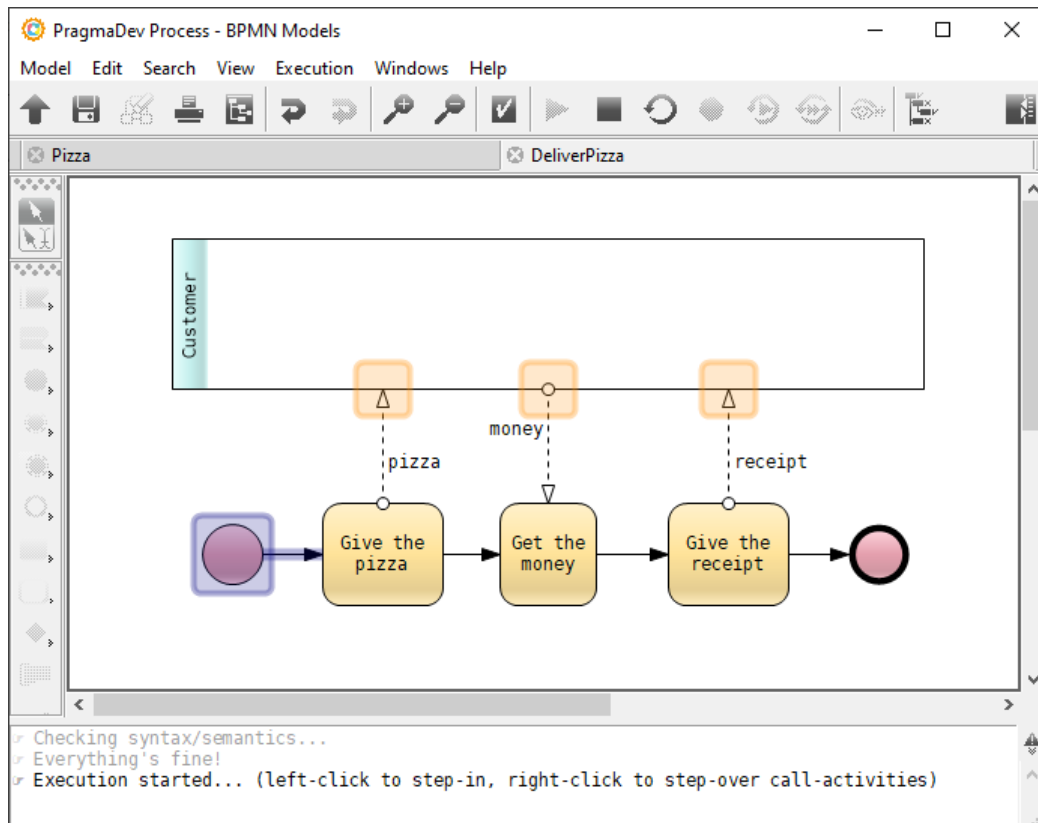 PragmaDev Process - BPMN Models
Model Edit Search View Execution Windows Help
Pizza DeliverPizza
Customer
money
pizza
receipt
Give the
pizza
Get the
money
Give the
receipt
Checking syntax/semantics...
Everything's fine!
Execution started... (left-click to step-in, right-click to step-over call-activities)